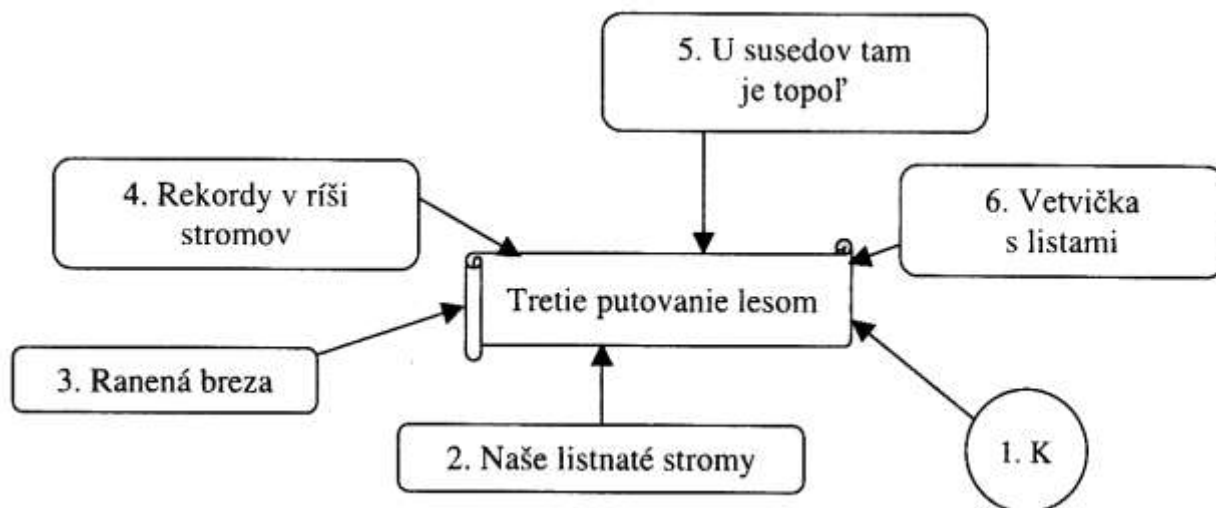 5. U susedov tam
je topoľ
4. Rekordy v ríši
stromov
6. Vetvička
s listami
Tretie putovanie lesom
3. Ranená breza
2. Naše listnaté stromy
1. K